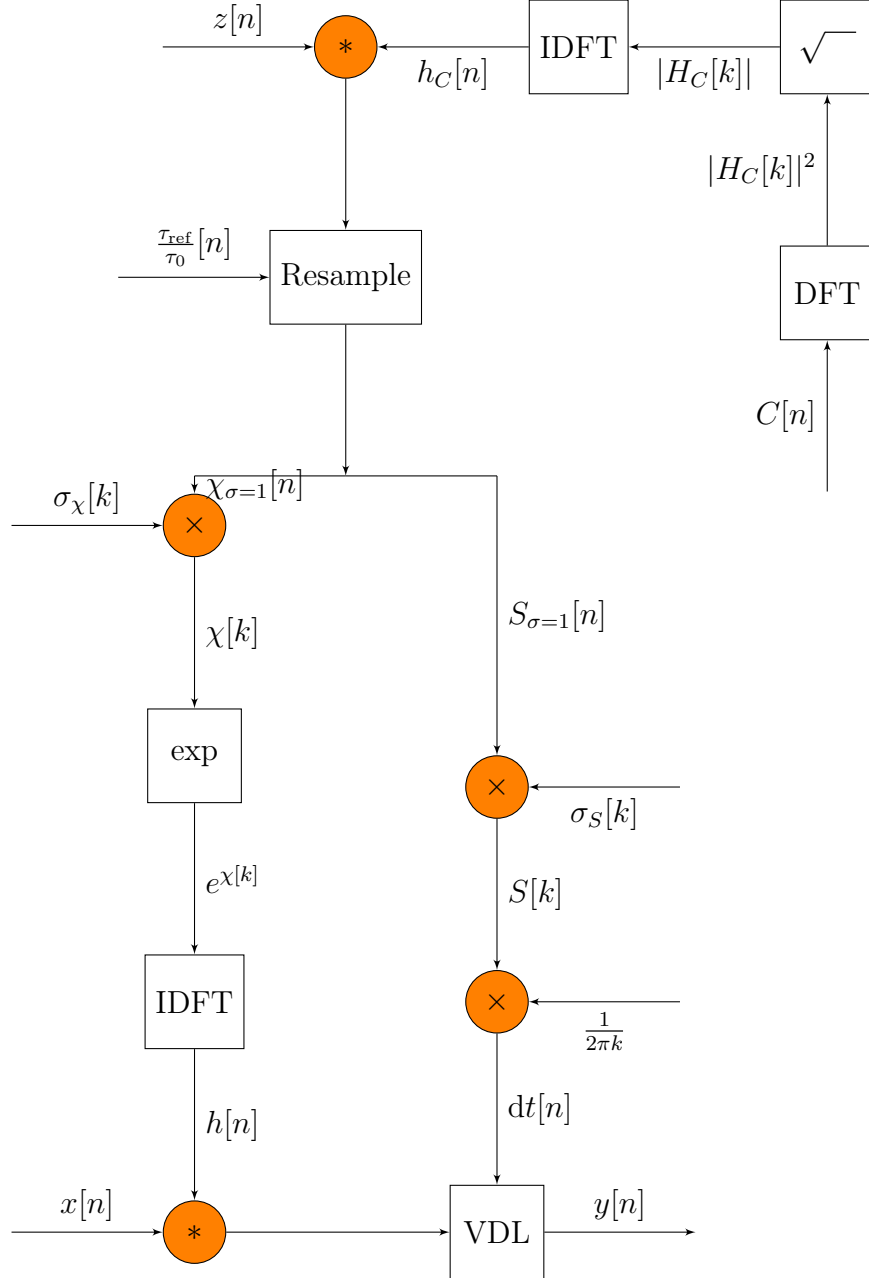 z[n]
*
IDFT
√
h_C[n]
|H_C[k]|
|H_C[k]|^2
τ_ref/τ_0[n]
Resample
DFT
C[n]
σ_χ[k]
χ_{σ=1}[n]
×
S_{σ=1}[n]
χ[k]
exp
×
σ_S[k]
e^{χ[k]}
S[k]
IDFT
×
1/2πk
h[n]
dt[n]
x[n]
*
VDL
y[n]